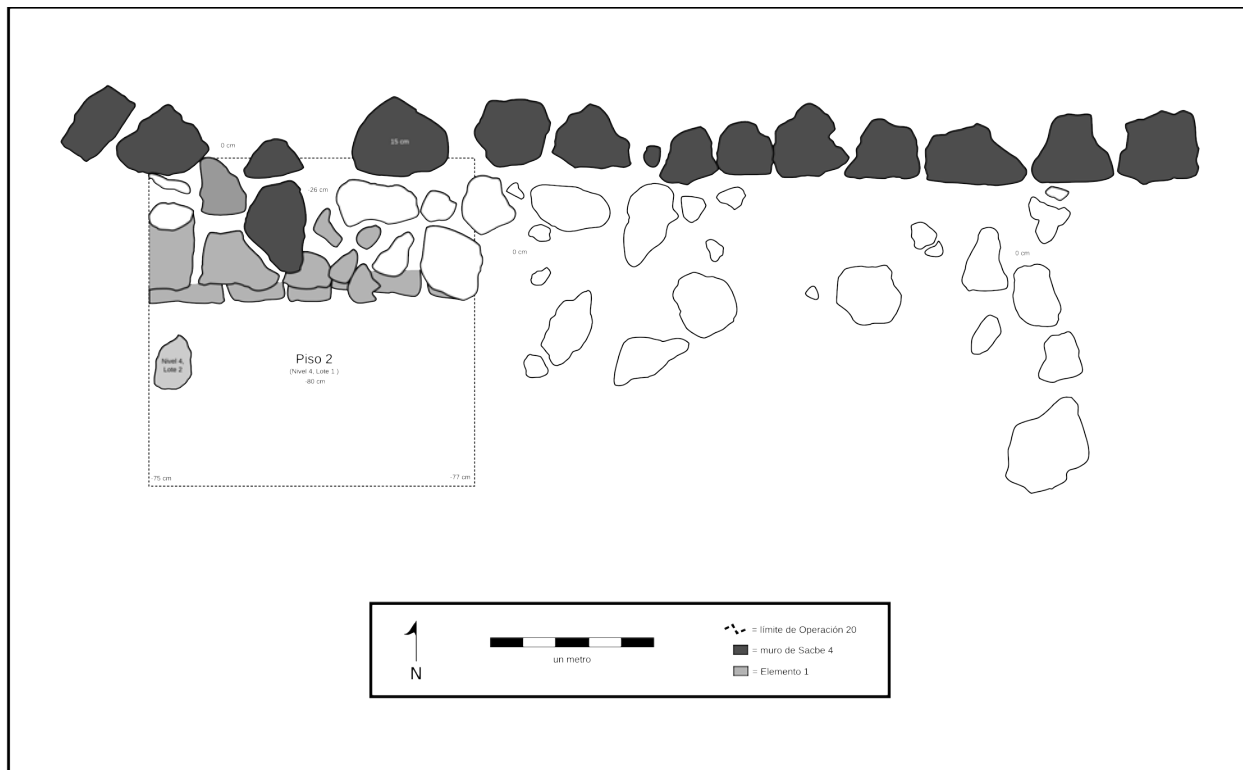 0 cm
15 cm
-26 cm
0 cm
0 cm
Nivel 4,
Lote 2
Piso 2
(Nivel 4, Lote 1 )
-80 cm
75 cm
-77 cm
N
un metro
= límite de Operación 20
= muro de Sacbe 4
= Elemento 1